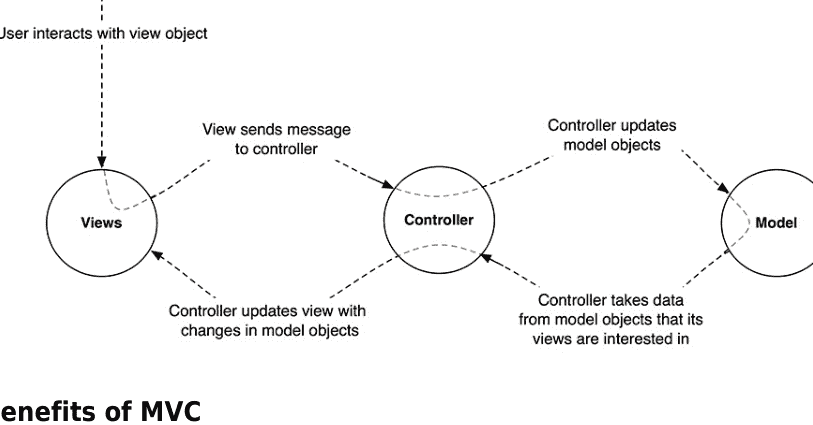 User interacts with view object
View sends message
to controller
Controller updates
model objects
Views
Controller
Model
Controller updates view with
changes in model objects
Controller takes data
from model objects that its
views are interested in
enefits of MVC